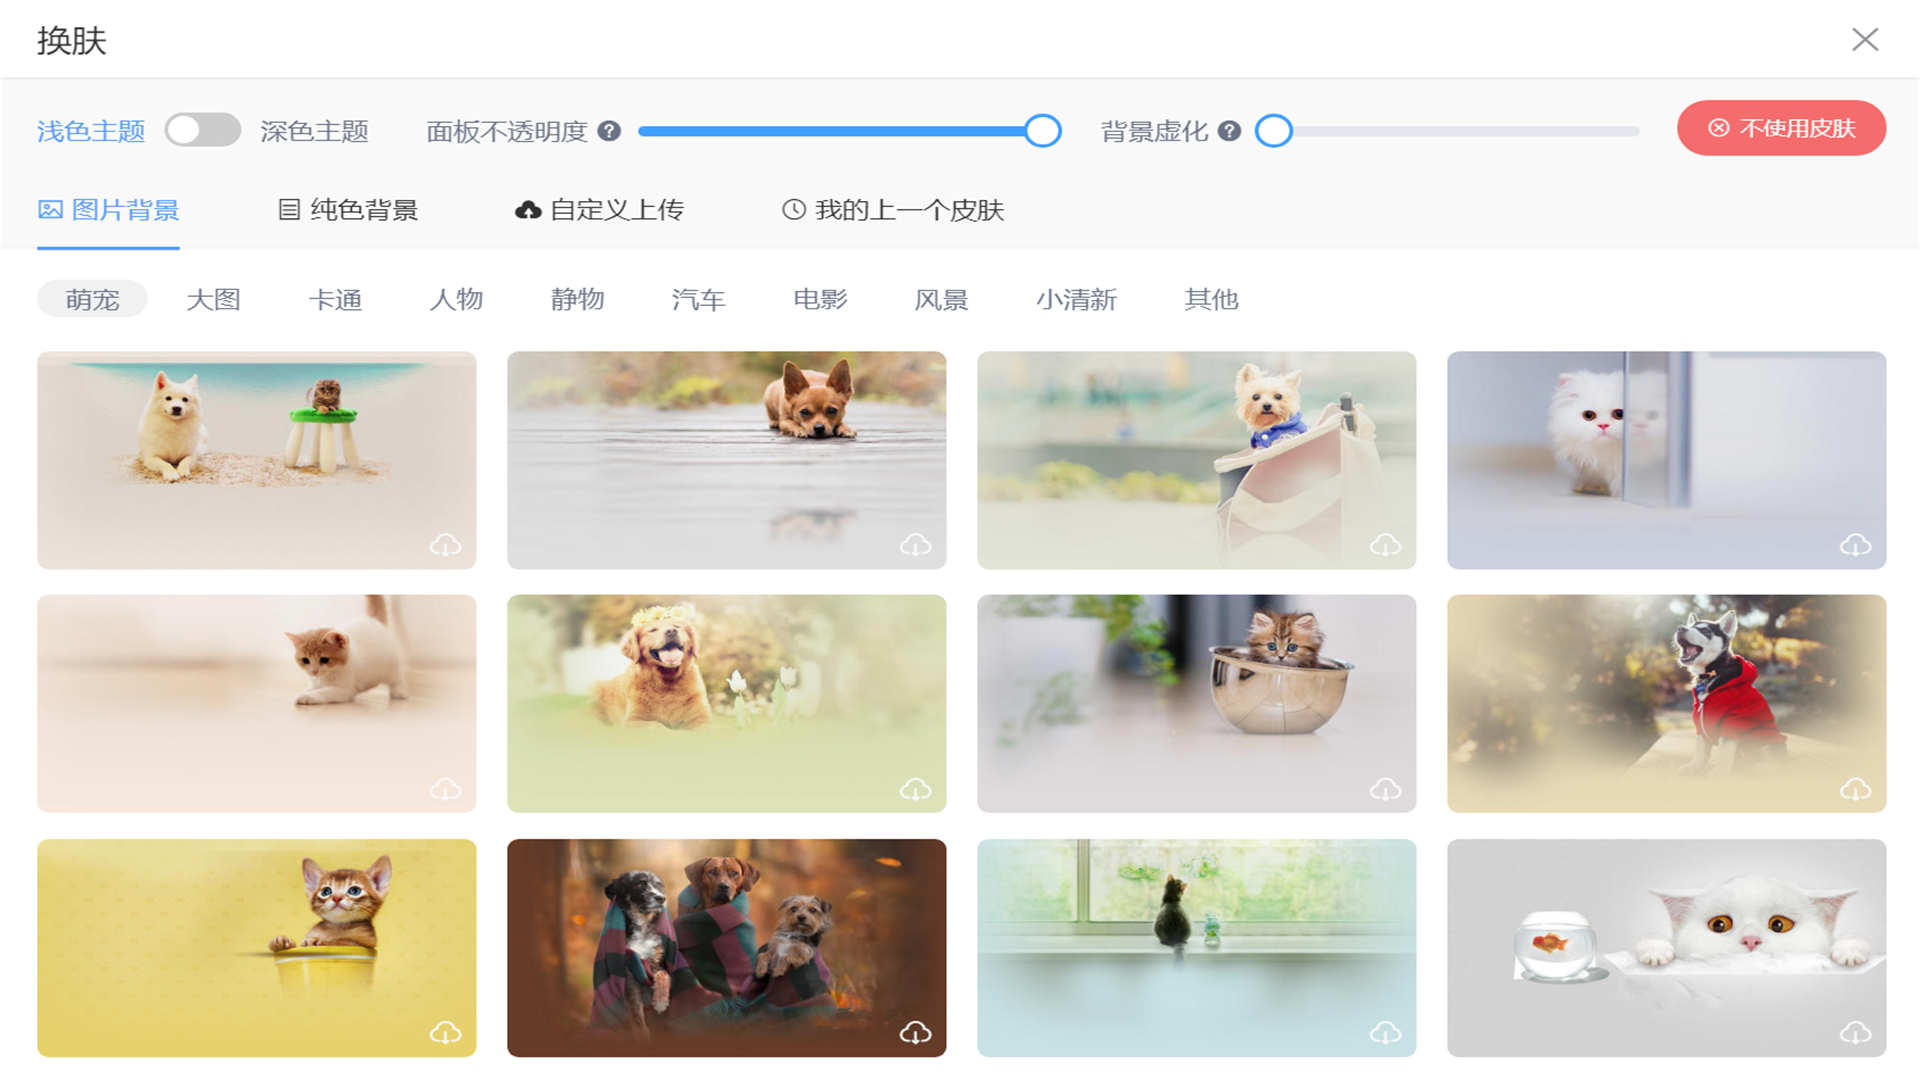 换肤
浅色主题 深色主题 面板不透明度 ? 背景虚化 ? 不使用皮肤
图片背景 纯色背景 自定义上传 我的上一个皮肤
萌宠 大图 卡通 人物 静物 汽车 电影 风景 小清新 其他